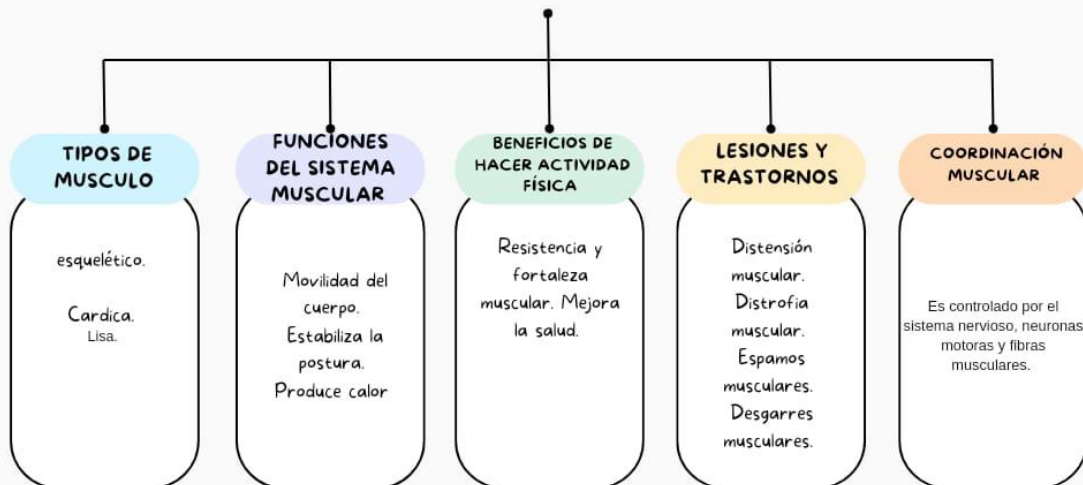 TIPOS DE
MUSCULO
esquelético.
Cardica.
Lisa.
FUNCIONES
DEL SISTEMA
MUSCULAR
Movilidad del
cuerpo.
Estabiliza la
postura.
Produce calor
BENEFICIOS DE
HACER ACTIVIDAD
FÍSICA
Resistencia y
fortaleza
muscular. Mejora
la salud.
LESIONES Y
TRASTORNOS
Distensión
muscular.
Distrofia
muscular.
Espamos
musculares.
Desgarres
musculares.
COORDINACIÓN
MUSCULAR
Es controlado por el
sistema nervioso, neuronas
motoras y fibras
musculares.